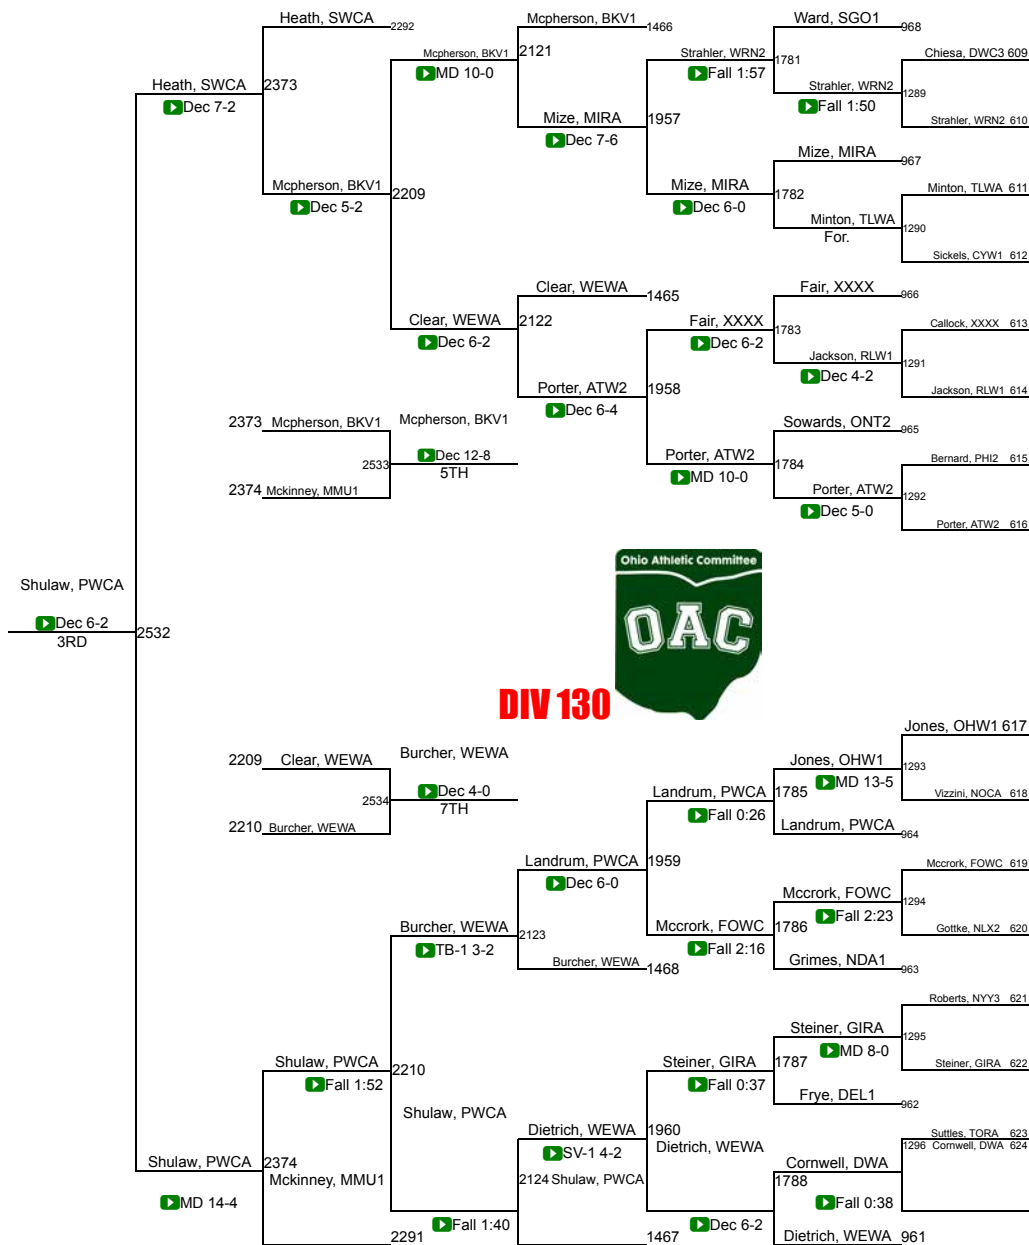 Heath, SWCA
2292
Mcpherson, BKV1
1466
Ward, SGO1
968
Mcpherson, BKV1
2121
MD 10-0
Strahler, WRN2
1781
Fall 1:57
Chiesa, DWC3 609
Heath, SWCA
2373
Dec 7-2
Strahler, WRN2
1289
Fall 1:50
Mize, MIRA
1957
Dec 7-6
Strahler, WRN2 610
Mize, MIRA
967
Mcpherson, BKV1
2209
Dec 5-2
Mize, MIRA
1782
Dec 6-0
Minton, TLWA 611
Minton, TLWA
1290
For.
Sickels, CYW1 612
Clear, WEWA
1465
Fair, XXXX
966
Clear, WEWA
2122
Dec 6-2
Fair, XXXX
1783
Dec 6-2
Callock, XXXX 613
Jackson, RLW1
1291
Dec 4-2
Porter, ATW2
1958
Dec 6-4
Jackson, RLW1 614
2373 Mcpherson, BKV1
Mcpherson, BKV1
Sowards, ONT2
965
2533
Dec 12-8
5TH
Porter, ATW2
1784
MD 10-0
Bernard, PHI2 615
2374 Mckinney, MMU1
Porter, ATW2
1292
Dec 5-0
Porter, ATW2 616
Ohio Athletic Committee
OAC
Shulaw, PWCA
Dec 6-2
3RD
2532
DIV 130
Jones, OHW1 617
2209 Clear, WEWA
Burcher, WEWA
Jones, OHW1
1293
MD 13-5
2534
Dec 4-0
7TH
Landrum, PWCA
1785
Fall 0:26
Vizzini, NOCA 618
2210 Burcher, WEWA
Landrum, PWCA
964
Landrum, PWCA
1959
Dec 6-0
Mccrork, FOWC 619
Mccrork, FOWC
1294
Fall 2:23
Burcher, WEWA
2123
TB-1 3-2
Mccrork, FOWC
1786
Fall 2:16
Gottke, NLX2 620
Burcher, WEWA
1468
Grimes, NDA1
963
Roberts, NYY3 621
Steiner, GIRA
1295
MD 8-0
Shulaw, PWCA
2210
Fall 1:52
Steiner, GIRA
1787
Fall 0:37
Steiner, GIRA 622
Frye, DEL1
962
Shulaw, PWCA
Dietrich, WEWA
1960
SV-1 4-2
Dietrich, WEWA
Suttles, TORA 623
1296 Cornwell, DWA 624
Shulaw, PWCA
2374
Mckinney, MMU1
MD 14-4
2124 Shulaw, PWCA
Cornwell, DWA
1788
Fall 0:38
Fall 1:40
Dec 6-2
2291
1467
Dietrich, WEWA 961